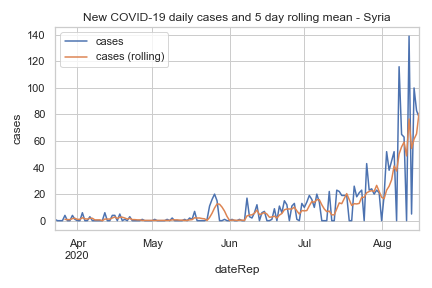 New COVID-19 daily cases and 5 day rolling mean - Syria
cases
cases (rolling)
140
120
100
80
60
40
20
0
cases
Apr
2020
May
Jun
Jul
Aug
dateRep